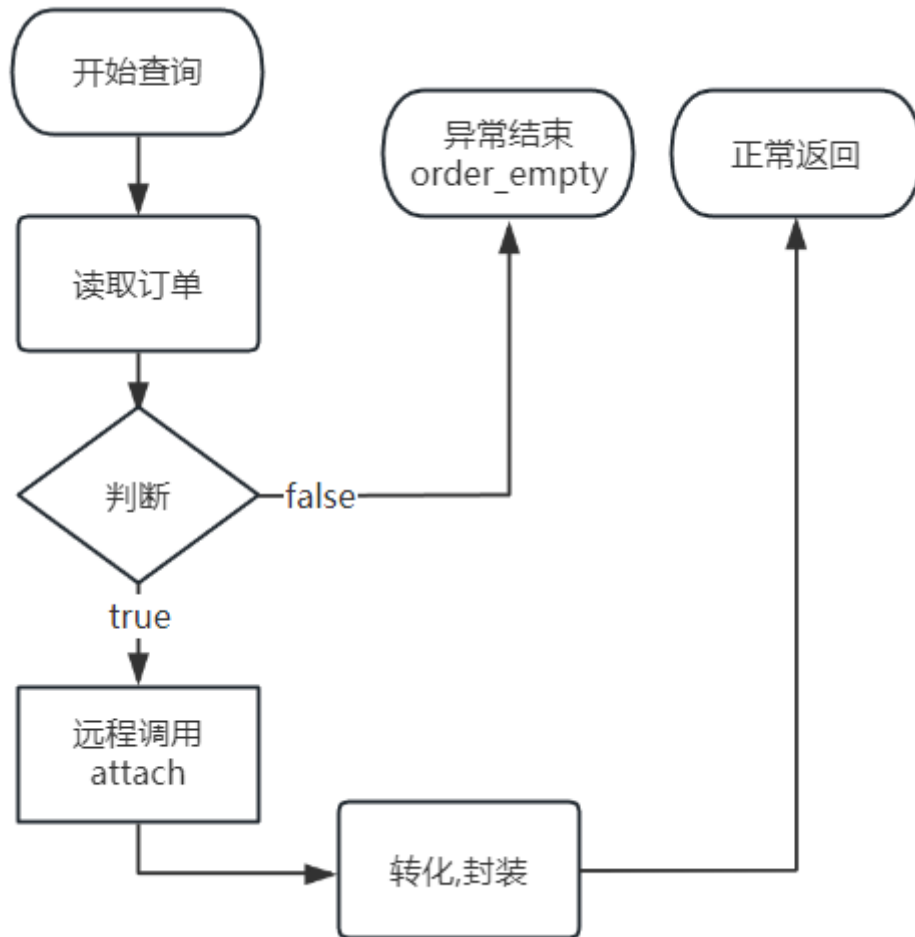 开始查询
异常结束
order_empty
正常返回
读取订单
判断
false
true
远程调用
attach
转化,封装